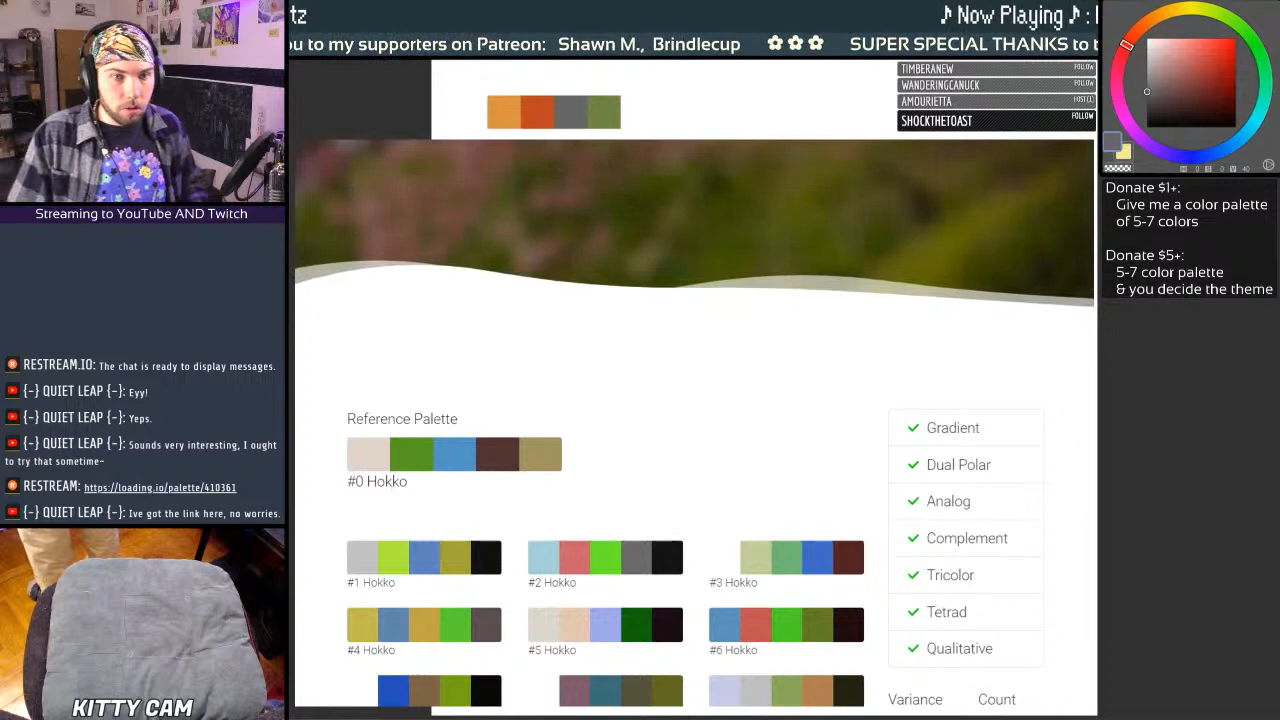 tz
♪ Now Playing ♪ :
ou to my supporters on Patreon: Shawn M., Brindlecup ✿ ✿ ✿ SUPER SPECIAL THANKS to t
TIMBERANEW FOLLOW
WANDERINGCANUCK FOLLOW
AMOURIETTA HOST(1)
SHOCKTHETOAST FOLLOW
Streaming to YouTube AND Twitch
Donate $1+:
Give me a color palette
of 5-7 colors
Donate $5+:
5-7 color palette
& you decide the theme
RESTREAM.IO: The chat is ready to display messages.
{-} QUIET LEAP {-}: Eyy!
{-} QUIET LEAP {-}: Yeps.
{-} QUIET LEAP {-}: Sounds very interesting, I ought
to try that sometime~
RESTREAM: https://loading.io/palette/410361
{-} QUIET LEAP {-}: Ive got the link here, no worries.
KITTY CAM
Reference Palette
#0 Hokko
#1 Hokko
#2 Hokko
#3 Hokko
#4 Hokko
#5 Hokko
#6 Hokko
Gradient
Dual Polar
Analog
Complement
Tricolor
Tetrad
Qualitative
Variance Count